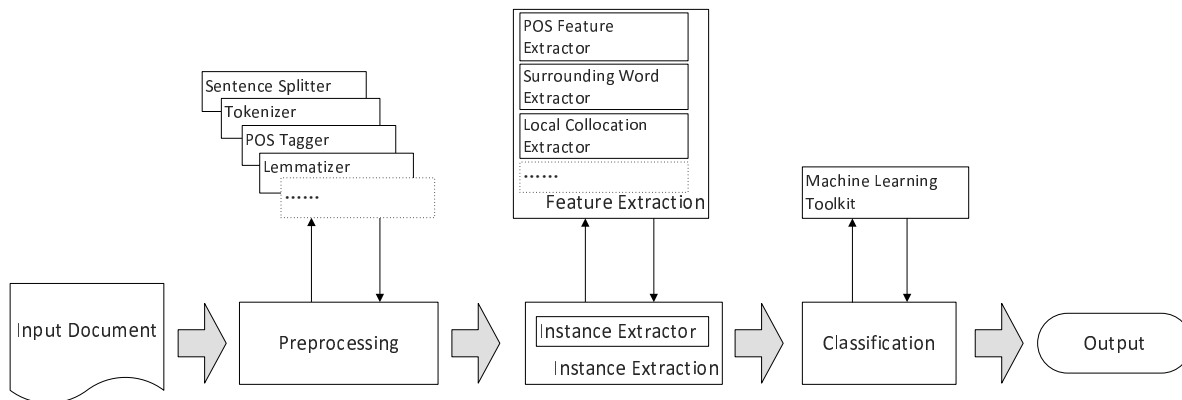 POS Feature
Extractor
Surrounding Word
Extractor
Local Collocation
Extractor
......
Feature Extraction
Sentence Splitter
Tokenizer
POS Tagger
Lemmatizer
......
Machine Learning
Toolkit
Input Document
Preprocessing
Instance Extractor
Instance Extraction
Classification
Output